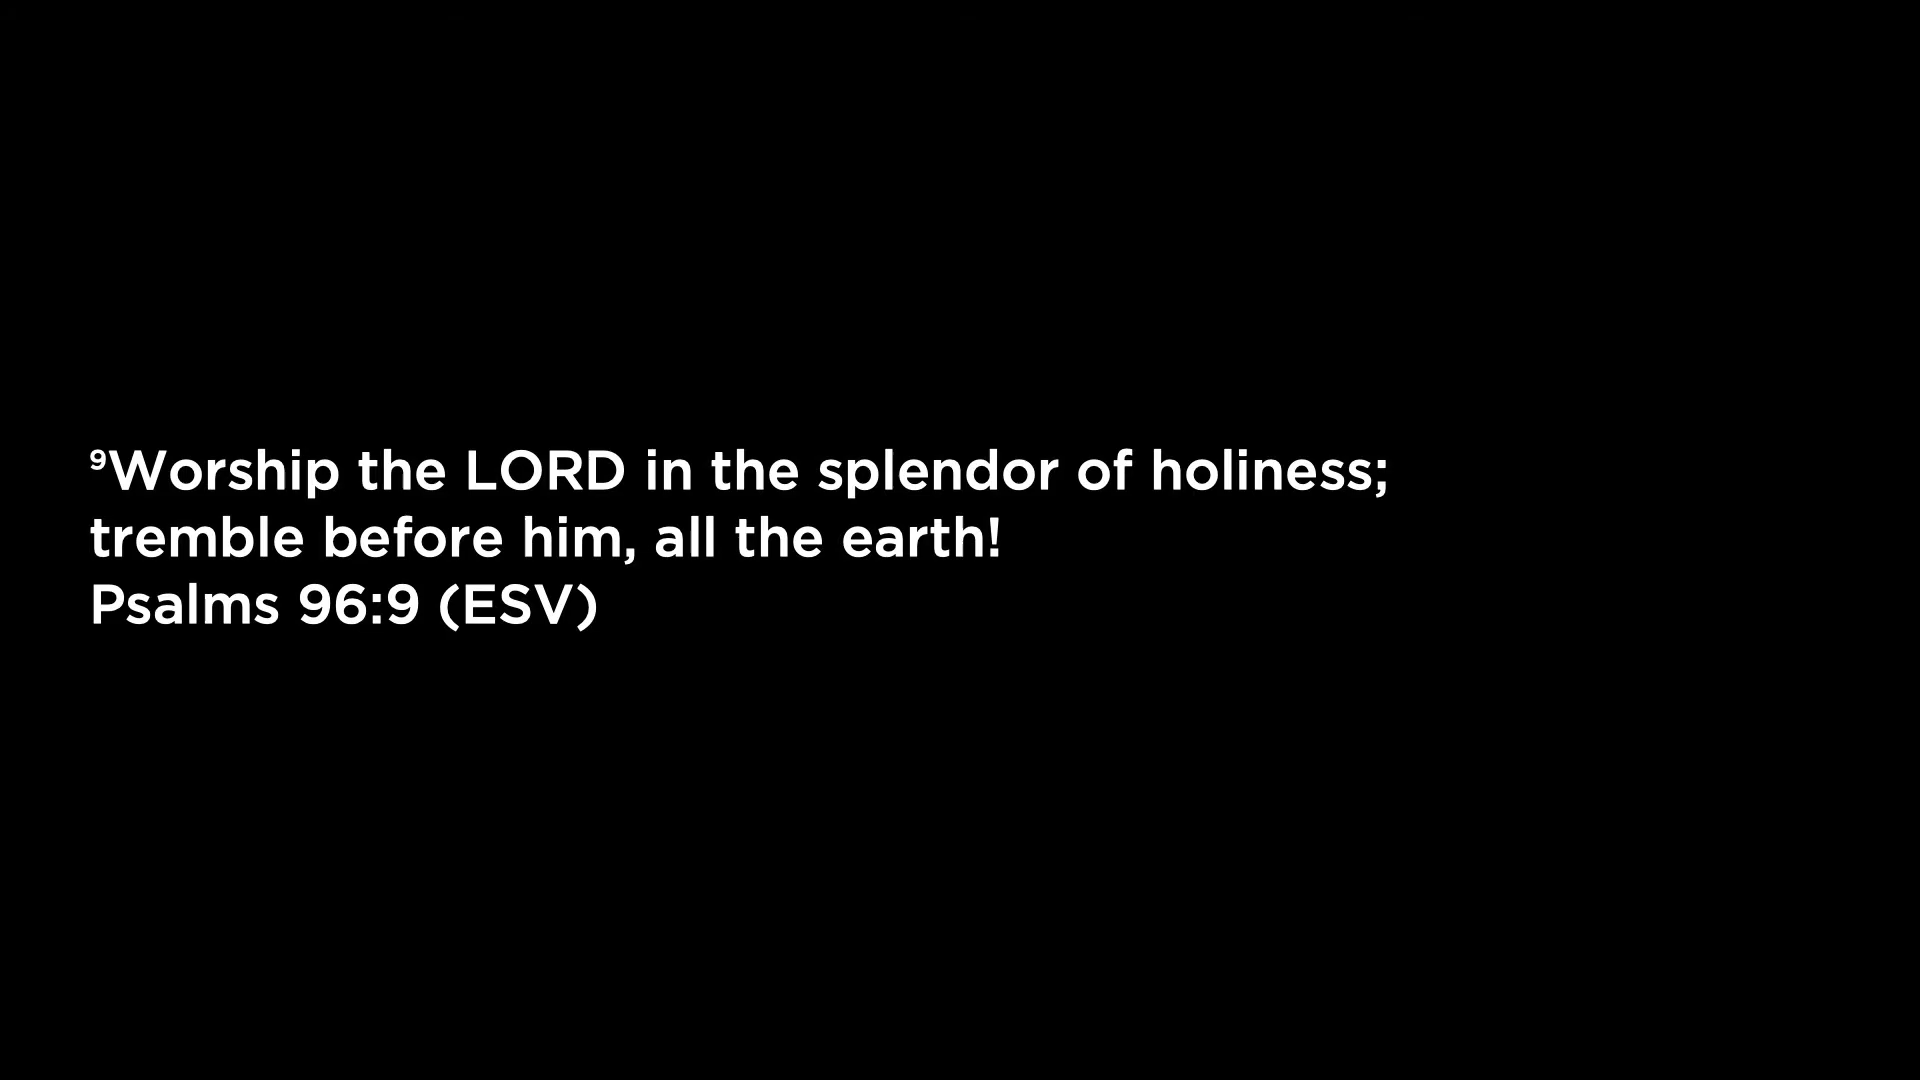 ⁹Worship the LORD in the splendor of holiness;
tremble before him, all the earth!
Psalms 96:9 (ESV)